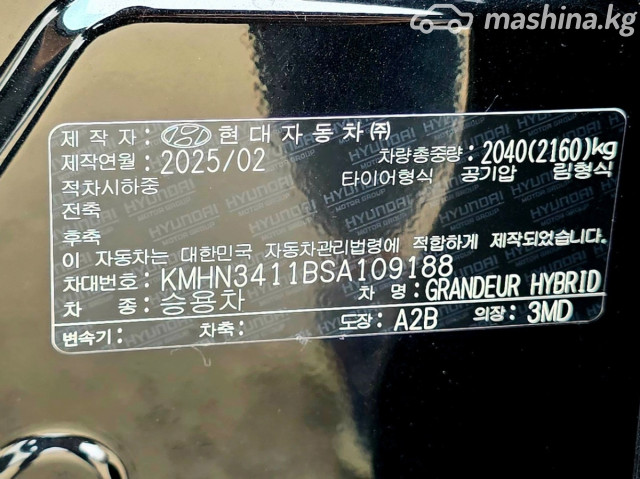 mashina.kg
제 작 자 : 현대자동차㈜
제작연월 : 2025/02 차량총중량: 2040(2160)kg
적차시하중 타이어형식 공기압 림형식
전축
후축
이 자동차는 대한민국 자동차관리법령에 적합하게 제작되었습니다.
차대번호: KMHN3411BSA109188
차 종: 승용차 차 명: GRANDEUR HYBRID
변속기: 차축: 도장: A2B 의장: 3MD